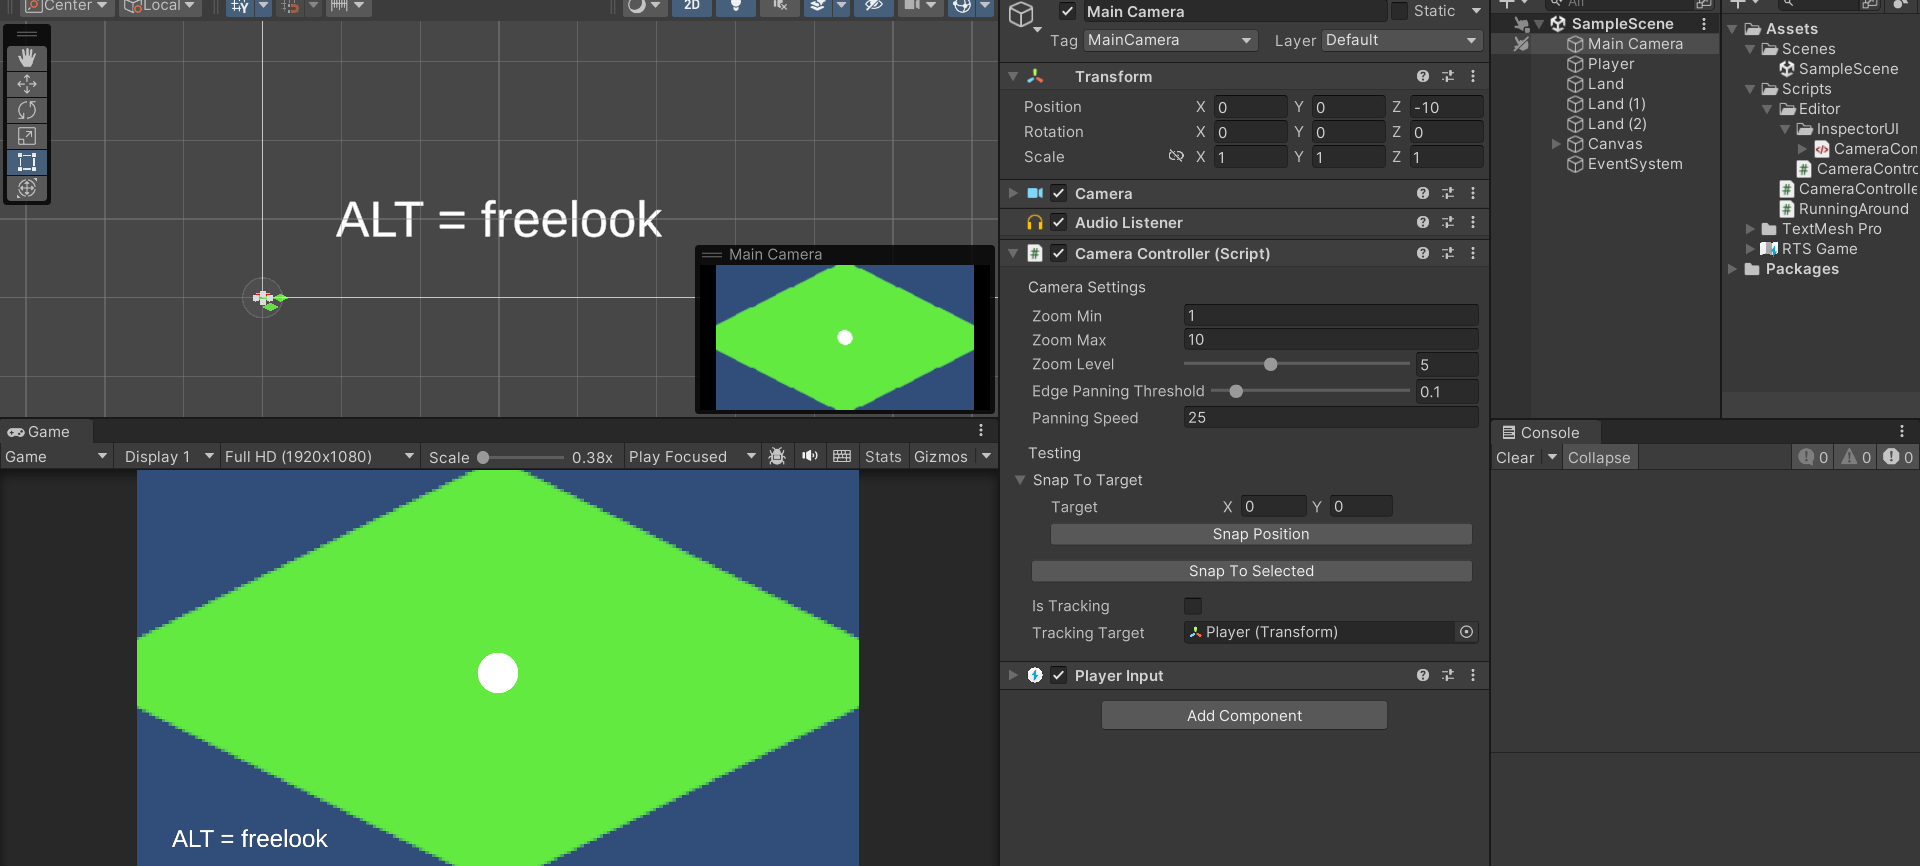 Center
Local
2D
ALT = freelook
Main Camera
Game
Game
Display 1
Full HD (1920x1080)
Scale
0.38x
Play Focused
Stats
Gizmos
ALT = freelook
Main Camera
Static
Tag
MainCamera
Layer
Default
Transform
Position X 0 Y 0 Z -10
Rotation X 0 Y 0 Z 0
Scale X 1 Y 1 Z 1
Camera
Audio Listener
# Camera Controller (Script)
Camera Settings
Zoom Min 1
Zoom Max 10
Zoom Level 5
Edge Panning Threshold 0.1
Panning Speed 25
Testing
Snap To Target
Target X 0 Y 0
Snap Position
Snap To Selected
Is Tracking
Tracking Target Player (Transform)
Player Input
Add Component
All
SampleScene
Main Camera
Player
Land
Land (1)
Land (2)
Canvas
EventSystem
Assets
Scenes
SampleScene
Scripts
Editor
InspectorUI
CameraCon
# CameraContro
# CameraControlle
# RunningAround
TextMesh Pro
RTS Game
Packages
Console
Clear
Collapse
0
0
0